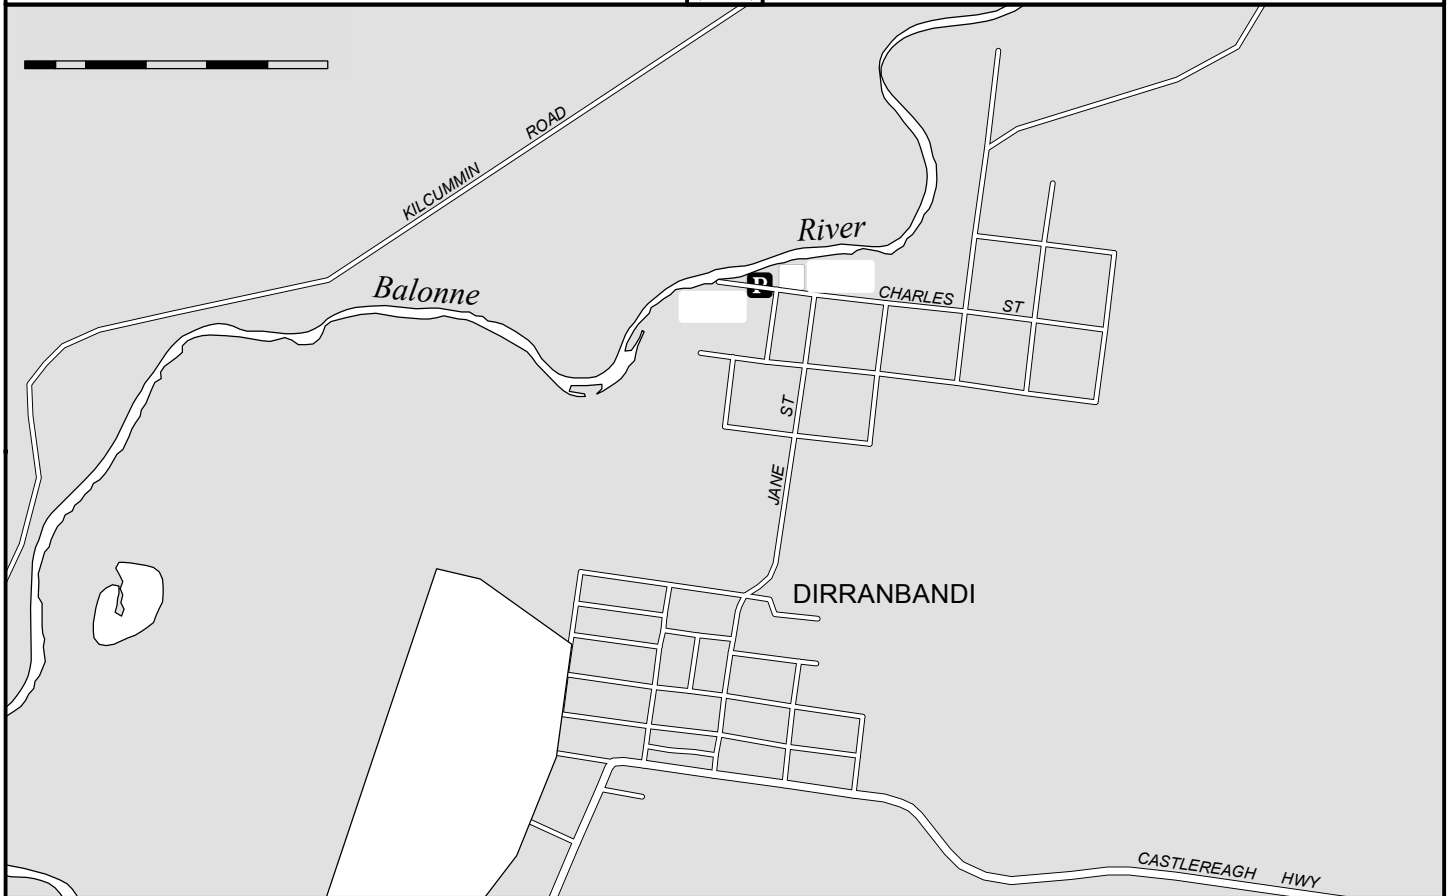 KILCUMMIN ROAD
River
Balonne
P
CHARLES ST
JANE ST
DIRRANBANDI
CASTLEREAGH HWY